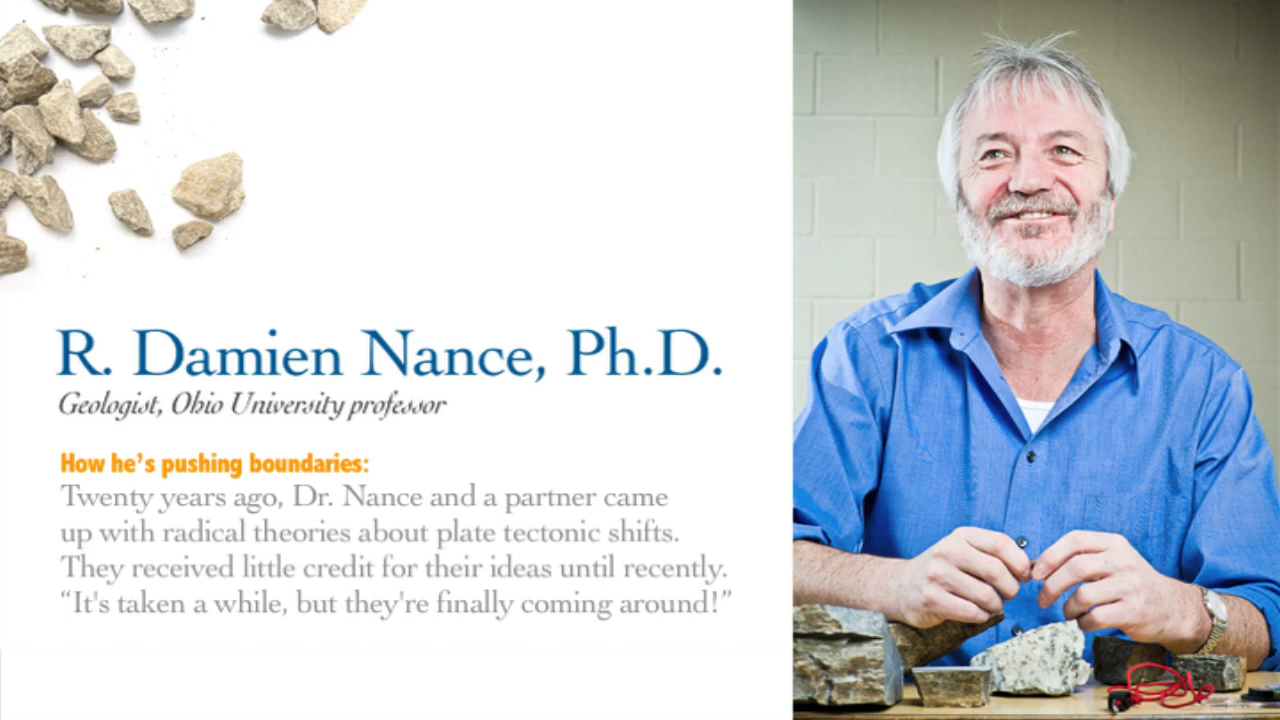 R. Damien Nance, Ph.D.
Geologist, Ohio University professor
How he's pushing boundaries:
Twenty years ago, Dr. Nance and a partner came
up with radical theories about plate tectonic shifts.
They received little credit for their ideas until recently.
“It's taken a while, but they're finally coming around!”